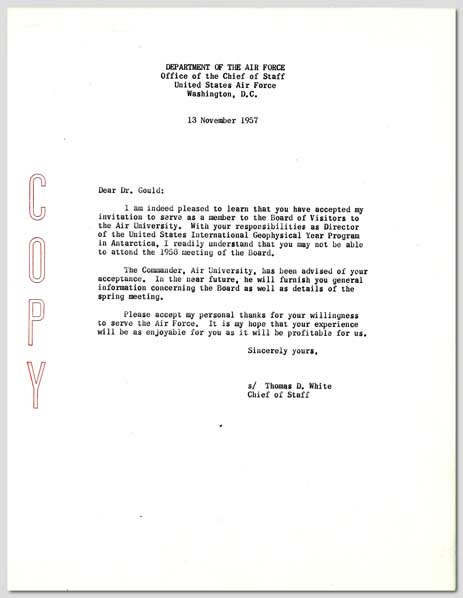 DEPARTMENT OF THE AIR FORCE
Office of the Chief of Staff
United States Air Force
Washington, D.C.
13 November 1957
Dear Dr. Gould:
I am indeed pleased to learn that you have accepted my
invitation to serve as a member to the Board of Visitors to
the Air University. With your responsibilities as Director
of the United States International Geophysical Year Program
in Antarctica, I readily understand that you may not be able
to attend the 1958 meeting of the Board.
The Commander, Air University, has been advised of your
acceptance. In the near future, he will furnish you general
information concerning the Board as well as details of the
spring meeting.
Please accept my personal thanks for your willingness
to serve the Air Force. It is my hope that your experience
will be as enjoyable for you as it will be profitable for us.
Sincerely yours,
s/ Thomas D. White
Chief of Staff
COPY